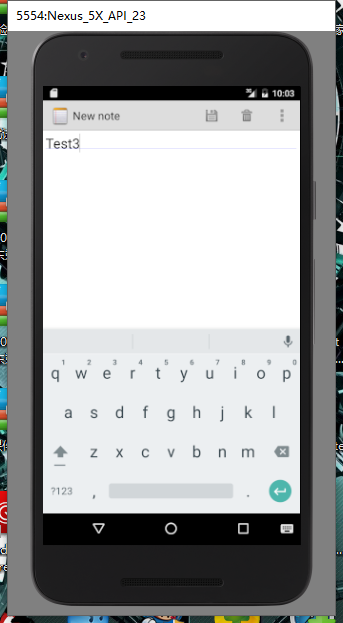 5554:Nexus_5X_API_23
10:03
New note
Test3
1 2 3 4 5 6 7 8 9 0
q w e r t y u i o p
a s d f g h j k l
z x c v b n m
?123 , .